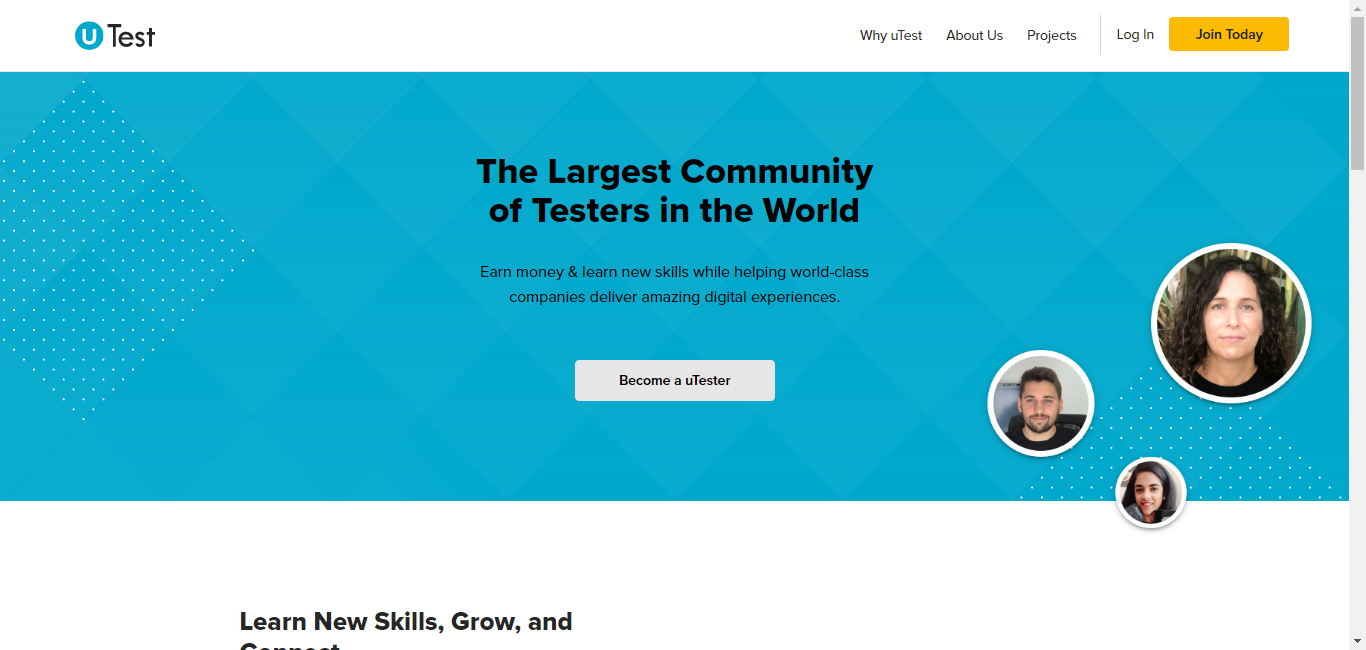 uTest
Why uTest
About Us
Projects
Log In
Join Today
The Largest Community
of Testers in the World
Earn money & learn new skills while helping world-class
companies deliver amazing digital experiences.
Become a uTester
Learn New Skills, Grow, and
Connect